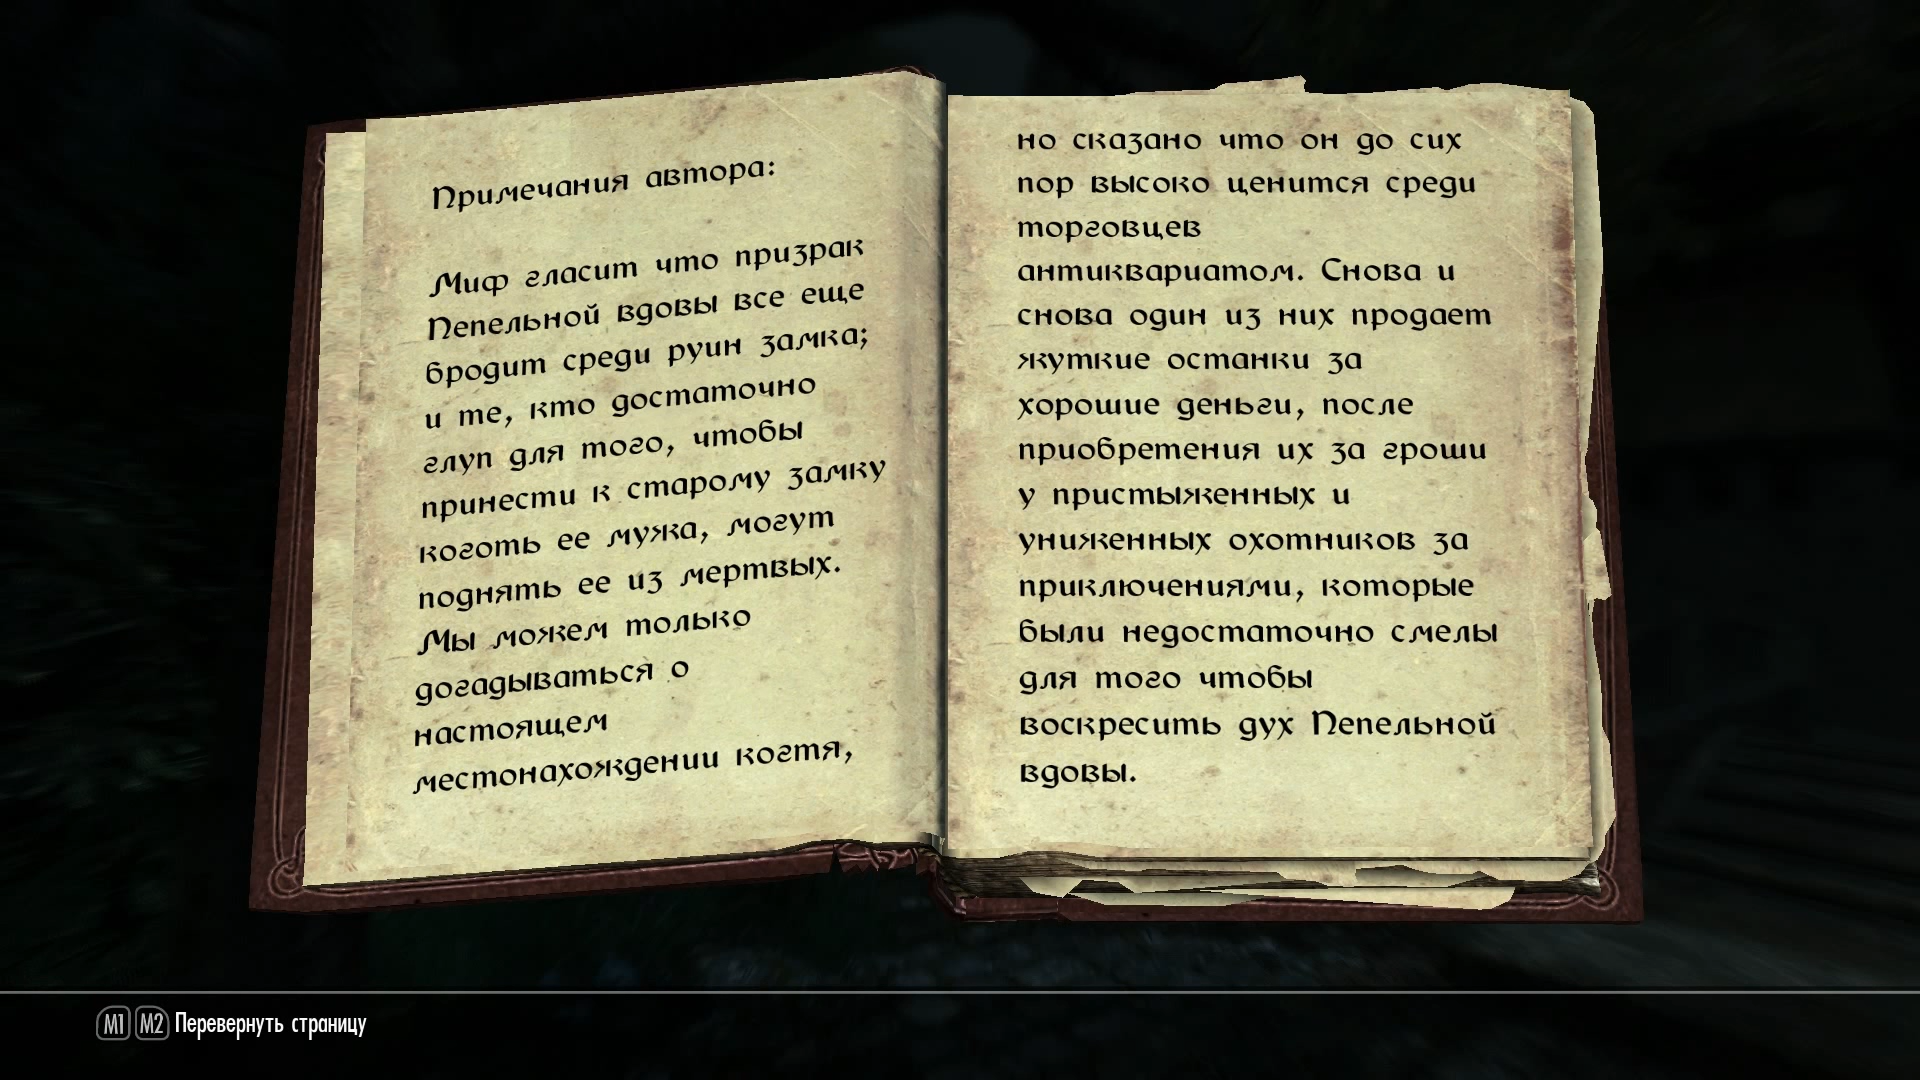 Примечания автора:
Миф гласит что призрак
Пепельной вдовы все еще
бродит среди руин замка;
и те, кто достаточно
глуп для того, чтобы
принести к старому замку
коготь ее мужа, могут
поднять ее из мертвых.
Мы можем только
догадываться о
настоящем
местонахождении когтя,
но сказано что он до сих
пор высоко ценится среди
торговцев
антиквариатом. Снова и
снова один из них продает
жуткие останки за
хорошие деньги, после
приобретения их за гроши
у пристыженных и
униженных охотников за
приключениями, которые
были недостаточно смелы
для того чтобы
воскресить дух Пепельной
вдовы.
M1 M2 Перевернуть страницу